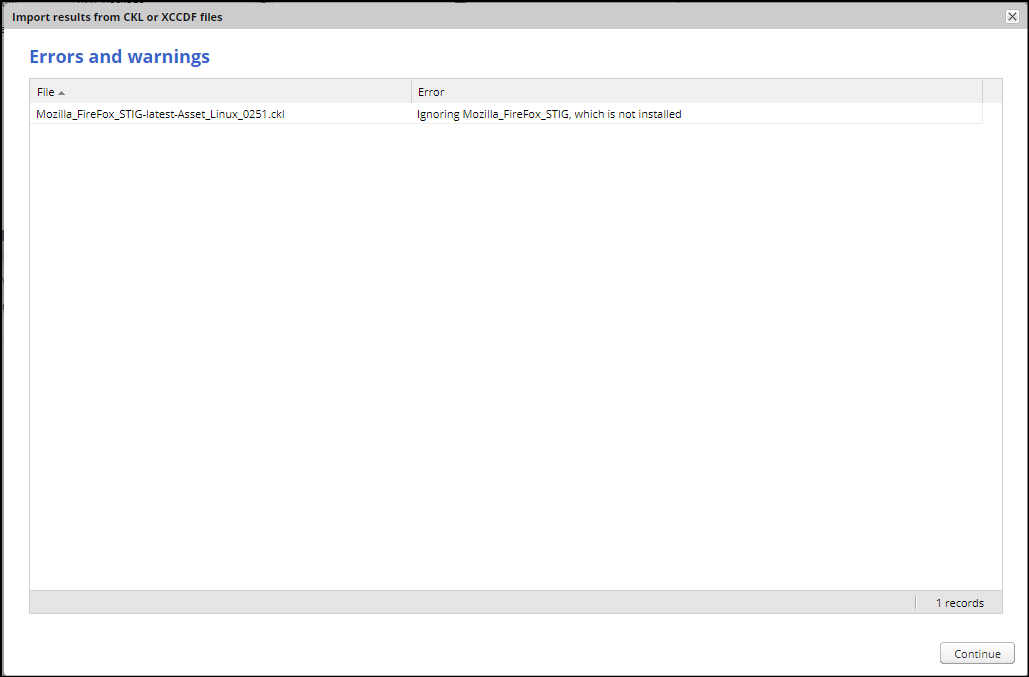 Import results from CKL or XCCDF files
Errors and warnings
File Error
Mozilla_FireFox_STIG-latest-Asset_Linux_0251.ckl Ignoring Mozilla_FireFox_STIG, which is not installed
1 records
Continue